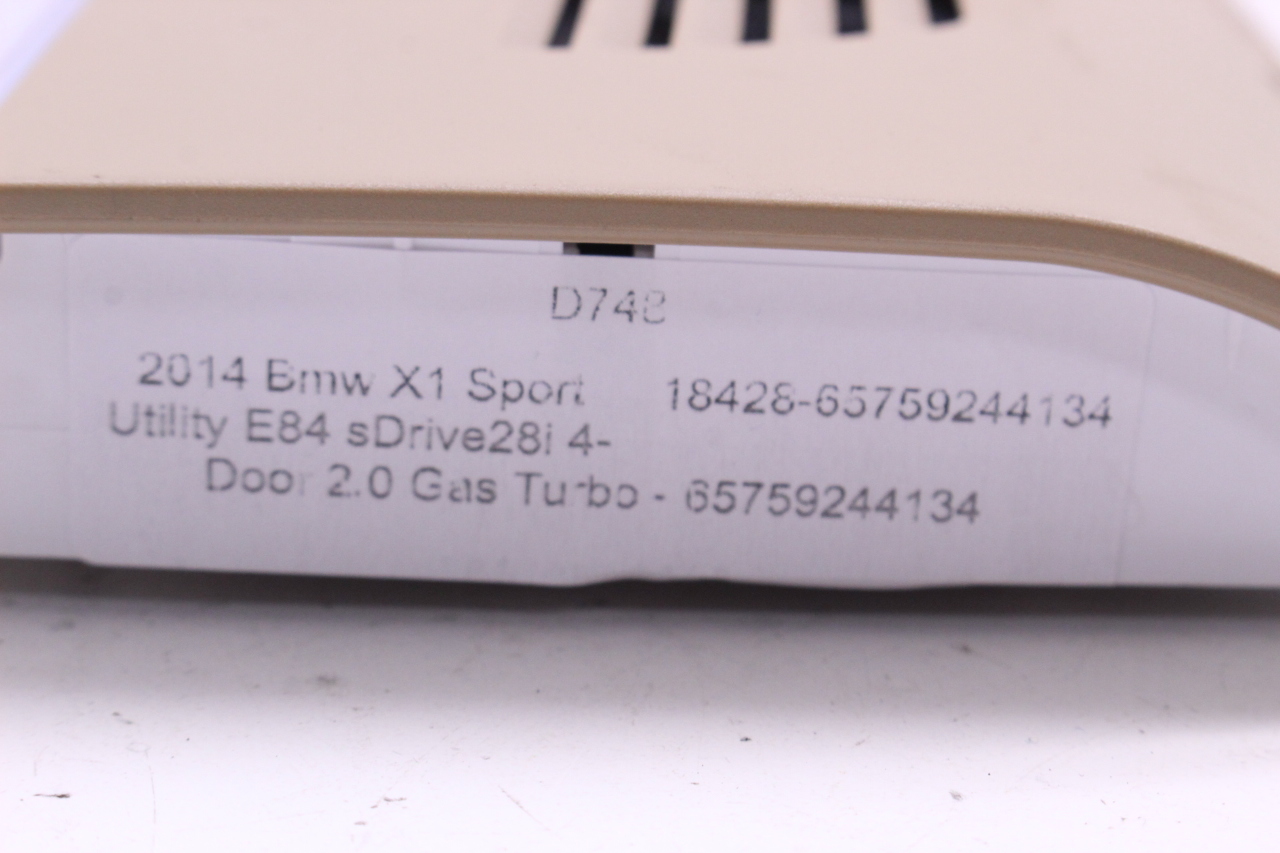 D748
2014 Bmw X1 Sport
Utility E84 sDrive28i 4-
Door 2.0 Gas Turbo - 65759244134
18428-65759244134